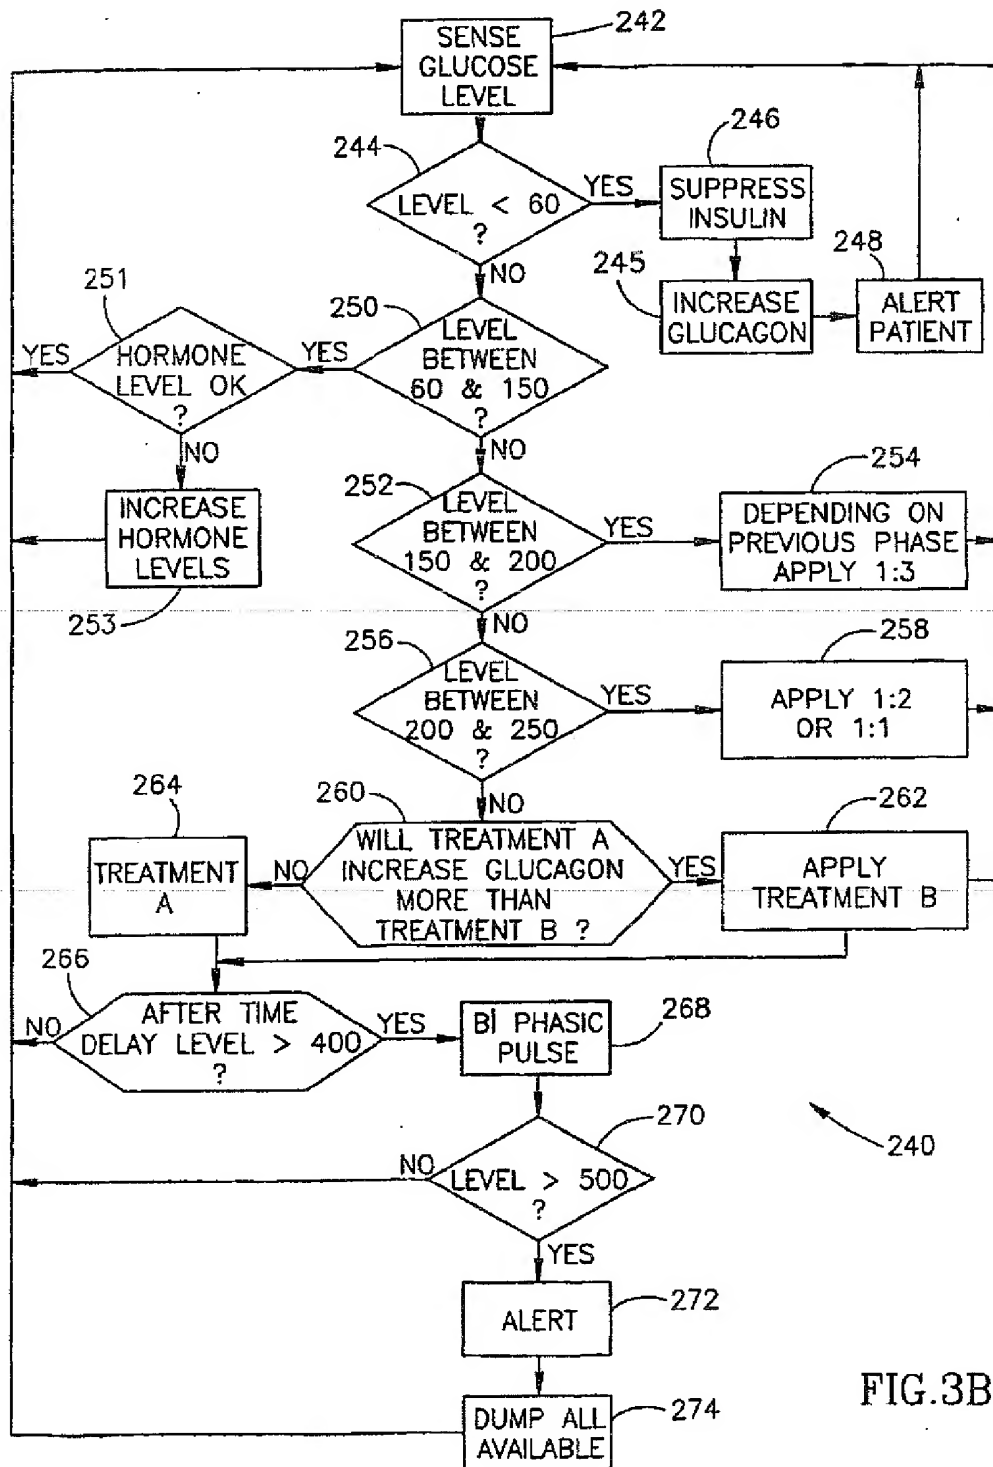 SENSE
GLUCOSE
LEVEL
242
244
LEVEL < 60
?
YES
NO
246
SUPPRESS
INSULIN
245
INCREASE
GLUCAGON
248
ALERT
PATIENT
251
HORMONE
LEVEL OK
?
YES
NO
250
LEVEL
BETWEEN
60 & 150
?
YES
NO
INCREASE
HORMONE
LEVELS
253
252
LEVEL
BETWEEN
150 & 200
?
YES
NO
254
DEPENDING ON
PREVIOUS PHASE
APPLY 1:3
256
LEVEL
BETWEEN
200 & 250
?
YES
NO
258
APPLY 1:2
OR 1:1
260
WILL TREATMENT A
INCREASE GLUCAGON
MORE THAN
TREATMENT B ?
NO
YES
264
TREATMENT
A
262
APPLY
TREATMENT B
266
AFTER TIME
DELAY LEVEL > 400
?
NO
YES
BI PHASIC
PULSE
268
270
LEVEL > 500
?
NO
YES
240
ALERT
272
DUMP ALL
AVAILABLE
274
FIG.3B